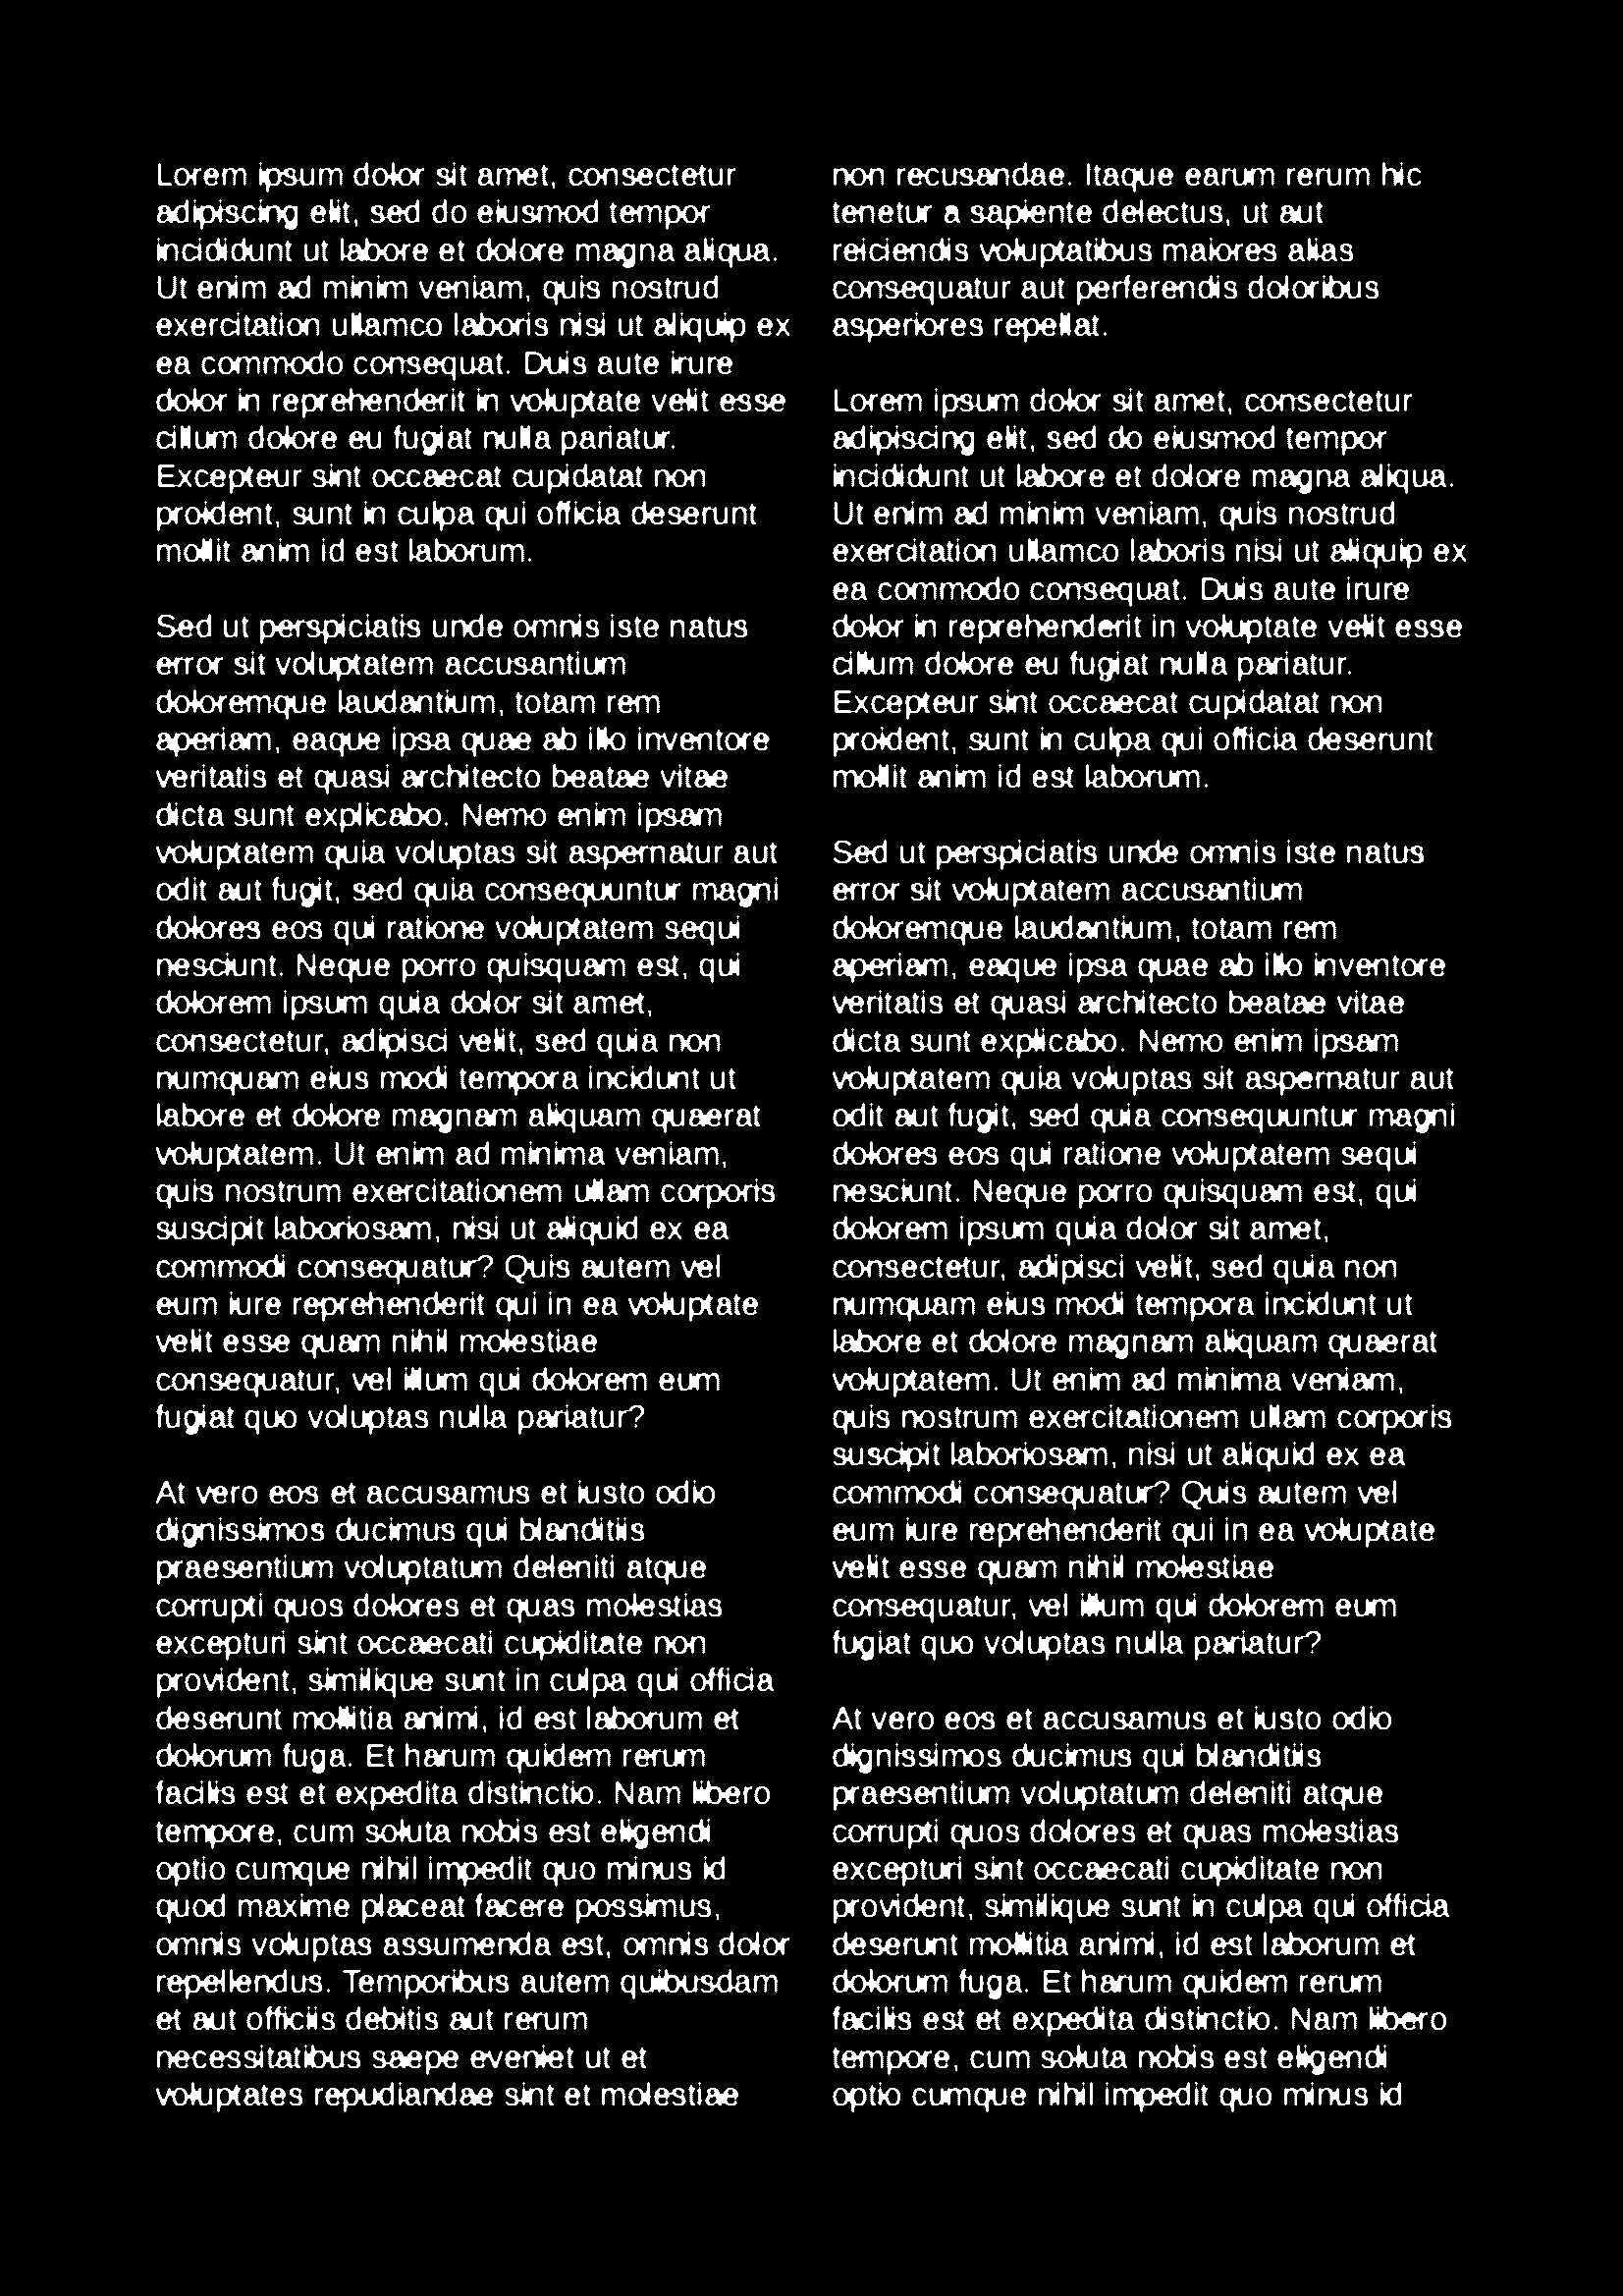 Lorem ipsum dolor sit amet, consectetur
adipiscing elit, sed do eiusmod tempor
incididunt ut labore et dolore magna aliqua.
Ut enim ad minim veniam, quis nostrud
exercitation ullamco laboris nisi ut aliquip ex
ea commodo consequat. Duis aute irure
dolor in reprehenderit in voluptate velit esse
cillum dolore eu fugiat nulla pariatur.
Excepteur sint occaecat cupidatat non
proident, sunt in culpa qui officia deserunt
mollit anim id est laborum.

Sed ut perspiciatis unde omnis iste natus
error sit voluptatem accusantium
doloremque laudantium, totam rem
aperiam, eaque ipsa quae ab illo inventore
veritatis et quasi architecto beatae vitae
dicta sunt explicabo. Nemo enim ipsam
voluptatem quia voluptas sit aspernatur aut
odit aut fugit, sed quia consequuntur magni
dolores eos qui ratione voluptatem sequi
nesciunt. Neque porro quisquam est, qui
dolorem ipsum quia dolor sit amet,
consectetur, adipisci velit, sed quia non
numquam eius modi tempora incidunt ut
labore et dolore magnam aliquam quaerat
voluptatem. Ut enim ad minima veniam,
quis nostrum exercitationem ullam corporis
suscipit laboriosam, nisi ut aliquid ex ea
commodi consequatur? Quis autem vel
eum iure reprehenderit qui in ea voluptate
velit esse quam nihil molestiae
consequatur, vel illum qui dolorem eum
fugiat quo voluptas nulla pariatur?

At vero eos et accusamus et iusto odio
dignissimos ducimus qui blanditiis
praesentium voluptatum deleniti atque
corrupti quos dolores et quas molestias
excepturi sint occaecati cupiditate non
provident, similique sunt in culpa qui officia
deserunt mollitia animi, id est laborum et
dolorum fuga. Et harum quidem rerum
facilis est et expedita distinctio. Nam libero
tempore, cum soluta nobis est eligendi
optio cumque nihil impedit quo minus id
quod maxime placeat facere possimus,
omnis voluptas assumenda est, omnis dolor
repellendus. Temporibus autem quibusdam
et aut officiis debitis aut rerum
necessitatibus saepe eveniet ut et
voluptates repudiandae sint et molestiae
non recusandae. Itaque earum rerum hic
tenetur a sapiente delectus, ut aut
reiciendis voluptatibus maiores alias
consequatur aut perferendis doloribus
asperiores repellat.

Lorem ipsum dolor sit amet, consectetur
adipiscing elit, sed do eiusmod tempor
incididunt ut labore et dolore magna aliqua.
Ut enim ad minim veniam, quis nostrud
exercitation ullamco laboris nisi ut aliquip ex
ea commodo consequat. Duis aute irure
dolor in reprehenderit in voluptate velit esse
cillum dolore eu fugiat nulla pariatur.
Excepteur sint occaecat cupidatat non
proident, sunt in culpa qui officia deserunt
mollit anim id est laborum.

Sed ut perspiciatis unde omnis iste natus
error sit voluptatem accusantium
doloremque laudantium, totam rem
aperiam, eaque ipsa quae ab illo inventore
veritatis et quasi architecto beatae vitae
dicta sunt explicabo. Nemo enim ipsam
voluptatem quia voluptas sit aspernatur aut
odit aut fugit, sed quia consequuntur magni
dolores eos qui ratione voluptatem sequi
nesciunt. Neque porro quisquam est, qui
dolorem ipsum quia dolor sit amet,
consectetur, adipisci velit, sed quia non
numquam eius modi tempora incidunt ut
labore et dolore magnam aliquam quaerat
voluptatem. Ut enim ad minima veniam,
quis nostrum exercitationem ullam corporis
suscipit laboriosam, nisi ut aliquid ex ea
commodi consequatur? Quis autem vel
eum iure reprehenderit qui in ea voluptate
velit esse quam nihil molestiae
consequatur, vel illum qui dolorem eum
fugiat quo voluptas nulla pariatur?

At vero eos et accusamus et iusto odio
dignissimos ducimus qui blanditiis
praesentium voluptatum deleniti atque
corrupti quos dolores et quas molestias
excepturi sint occaecati cupiditate non
provident, similique sunt in culpa qui officia
deserunt mollitia animi, id est laborum et
dolorum fuga. Et harum quidem rerum
facilis est et expedita distinctio. Nam libero
tempore, cum soluta nobis est eligendi
optio cumque nihil impedit quo minus id